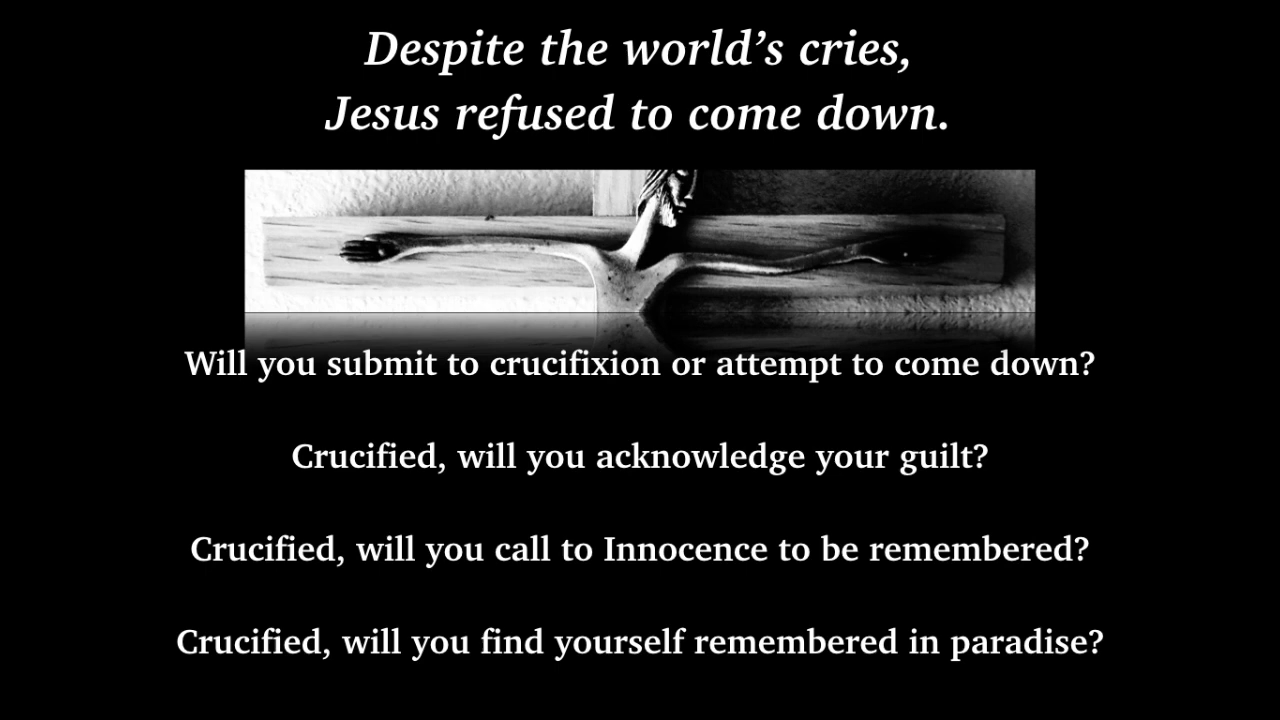 Despite the world’s cries,
Jesus refused to come down.
Will you submit to crucifixion or attempt to come down?
Crucified, will you acknowledge your guilt?
Crucified, will you call to Innocence to be remembered?
Crucified, will you find yourself remembered in paradise?